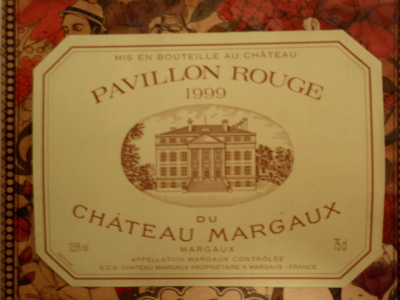 MIS EN BOUTEILLE AU CHÂTEAU
PAVILLON ROUGE
1999
DU
CHÂTEAU MARGAUX
MARGAUX
12,5% vol
75 cl
APPELLATION MARGAUX CONTRÔLÉE
S.C.A. CHÂTEAU MARGAUX PROPRIÉTAIRE A MARGAUX - FRANCE